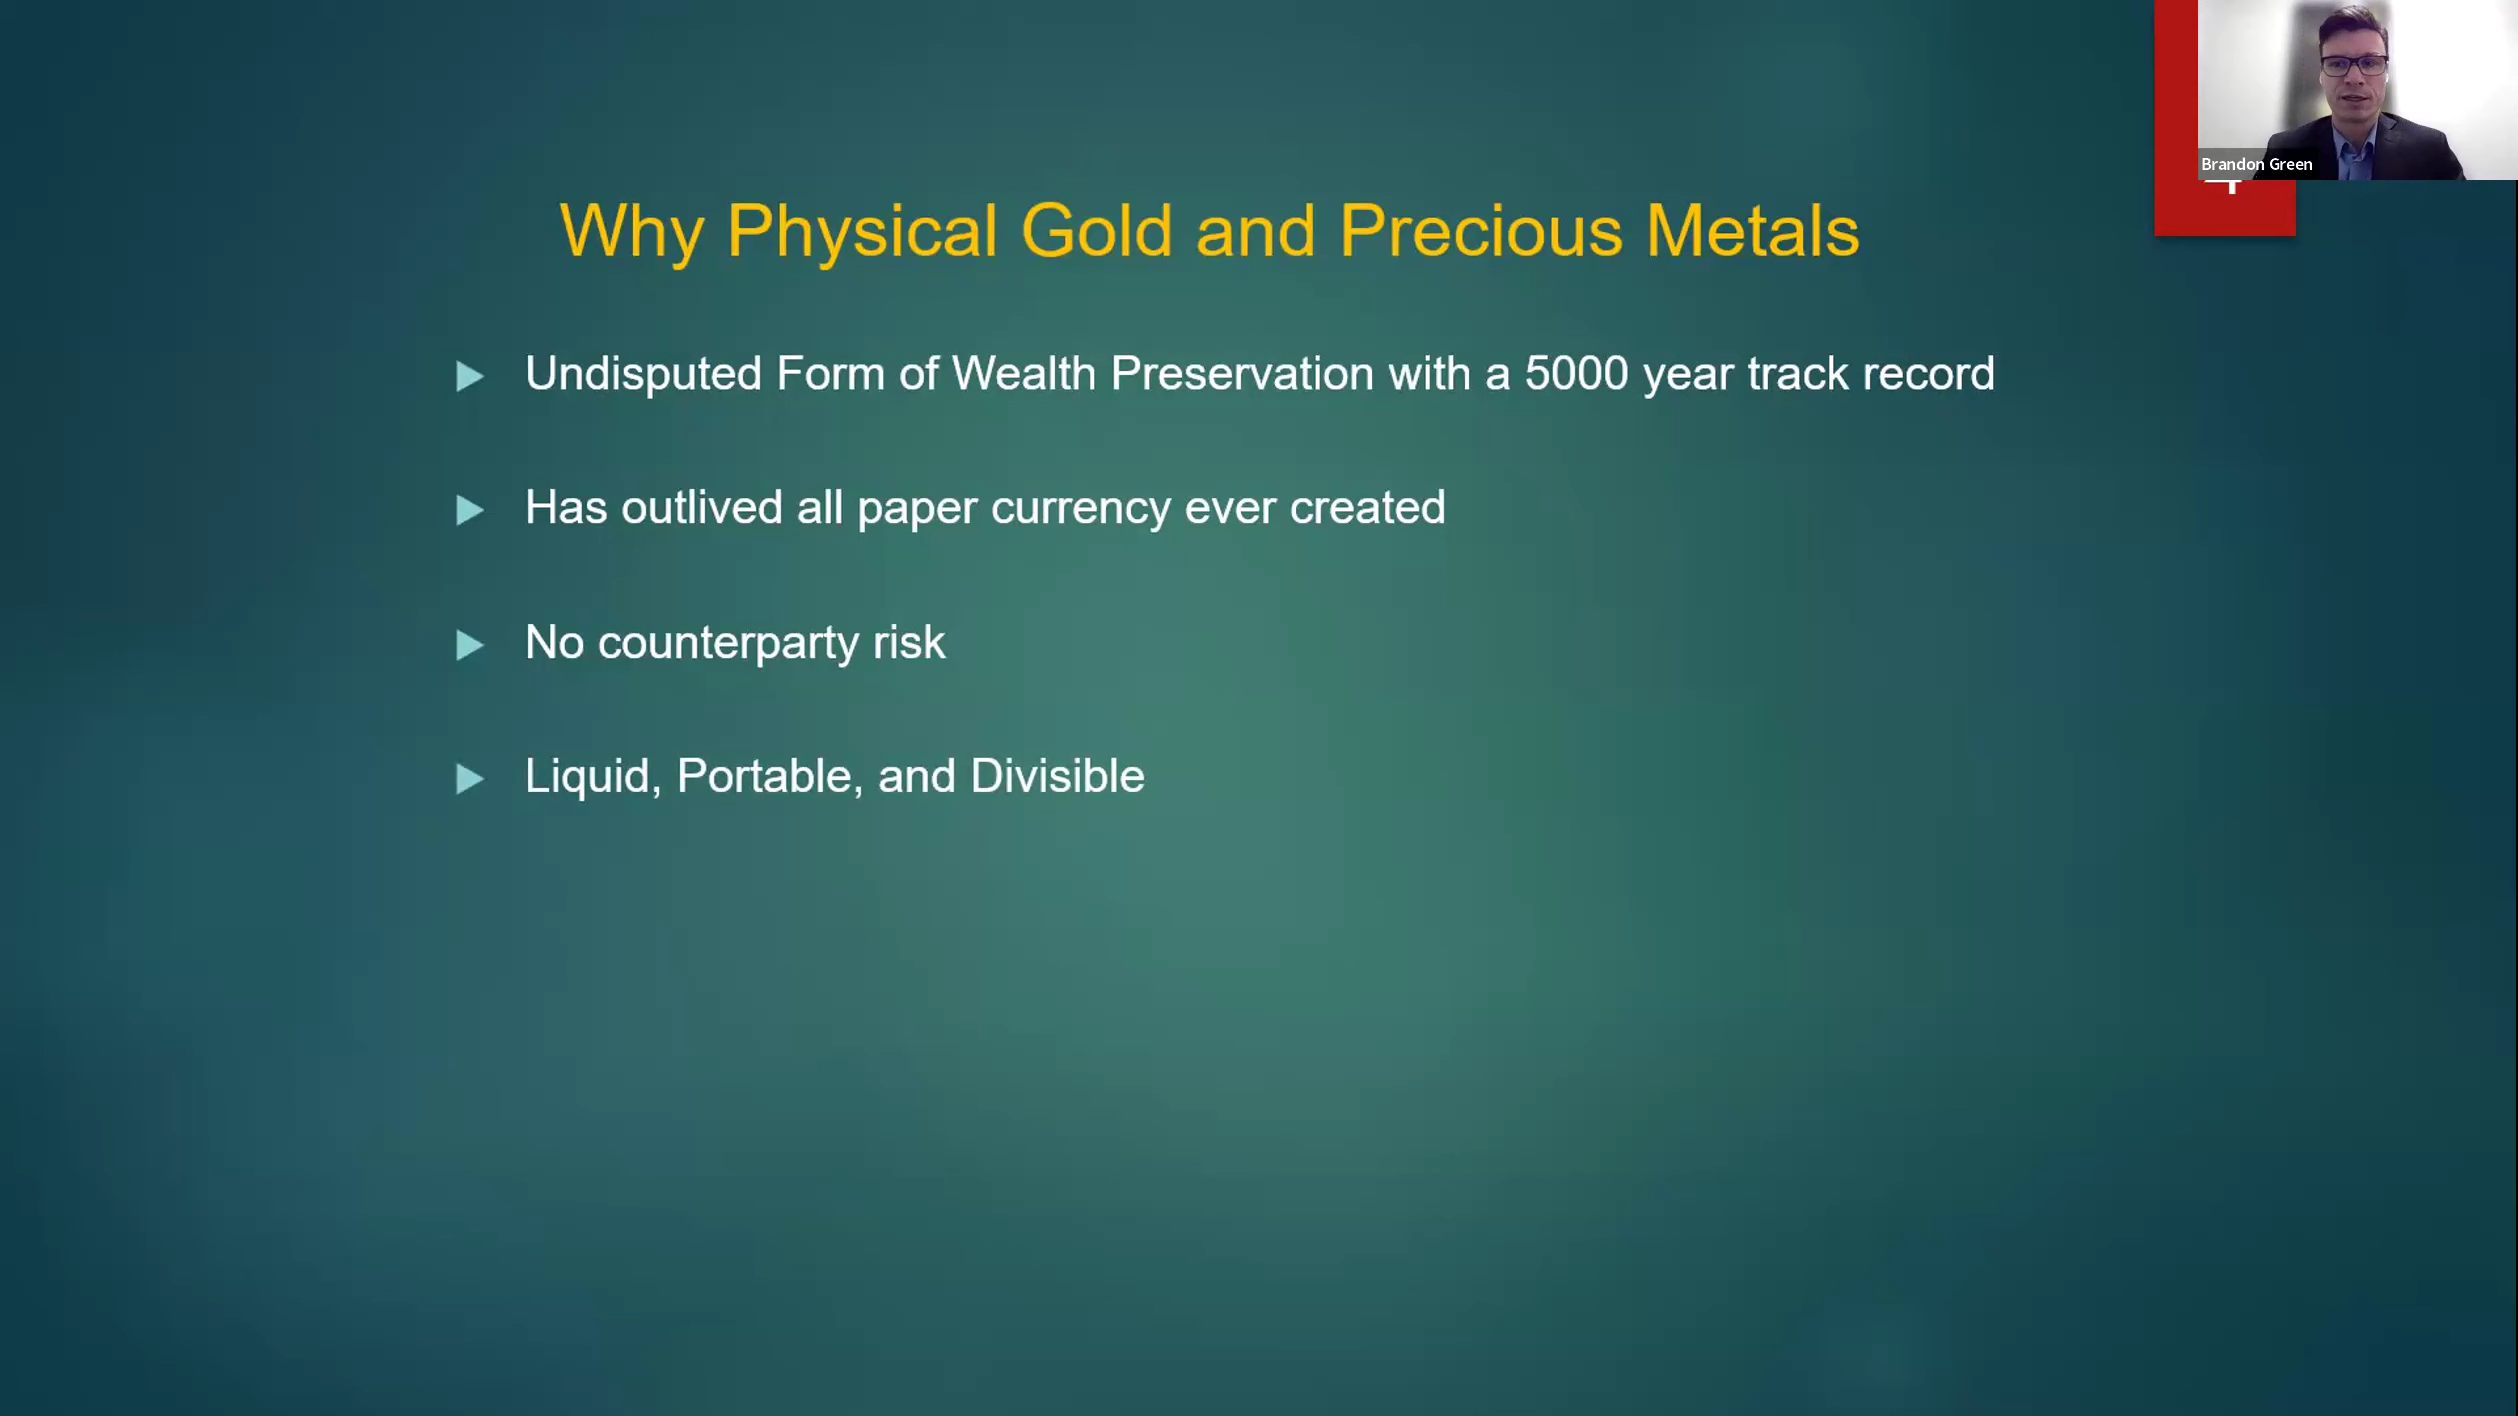 Brandon Green
Why Physical Gold and Precious Metals
Undisputed Form of Wealth Preservation with a 5000 year track record
Has outlived all paper currency ever created
No counterparty risk
Liquid, Portable, and Divisible